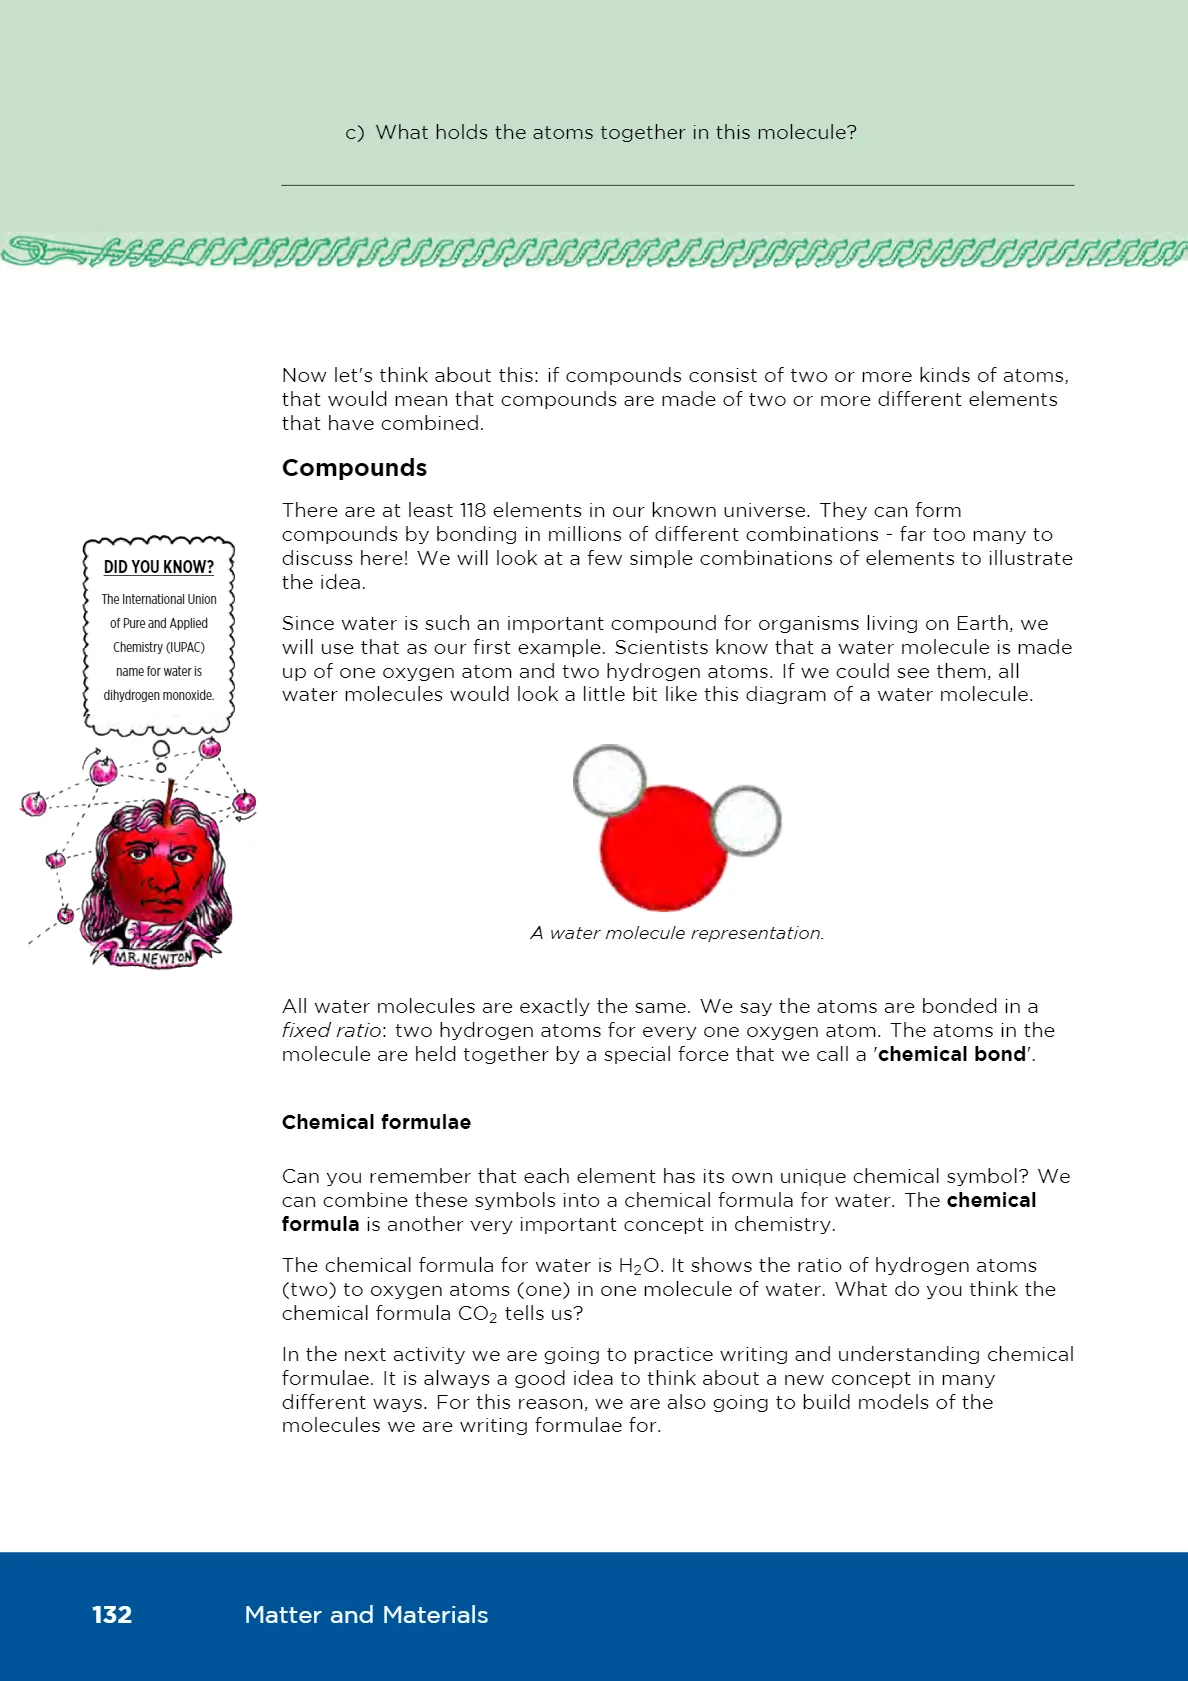 c) What holds the atoms together in this molecule?
Now let's think about this: if compounds consist of two or more kinds of atoms,
that would mean that compounds are made of two or more different elements
that have combined.
Compounds
There are at least 118 elements in our known universe. They can form
compounds by bonding in millions of different combinations - far too many to
discuss here! We will look at a few simple combinations of elements to illustrate
the idea.
DID YOU KNOW?
The International Union
of Pure and Applied
Chemistry (IUPAC)
name for water is
dihydrogen monoxide.
MR. NEWTON
Since water is such an important compound for organisms living on Earth, we
will use that as our first example. Scientists know that a water molecule is made
up of one oxygen atom and two hydrogen atoms. If we could see them, all
water molecules would look a little bit like this diagram of a water molecule.
A water molecule representation.
All water molecules are exactly the same. We say the atoms are bonded in a
fixed ratio: two hydrogen atoms for every one oxygen atom. The atoms in the
molecule are held together by a special force that we call a 'chemical bond'.
Chemical formulae
Can you remember that each element has its own unique chemical symbol? We
can combine these symbols into a chemical formula for water. The chemical
formula is another very important concept in chemistry.
The chemical formula for water is H₂O. It shows the ratio of hydrogen atoms
(two) to oxygen atoms (one) in one molecule of water. What do you think the
chemical formula CO₂ tells us?
In the next activity we are going to practice writing and understanding chemical
formulae. It is always a good idea to think about a new concept in many
different ways. For this reason, we are also going to build models of the
molecules we are writing formulae for.
132 Matter and Materials